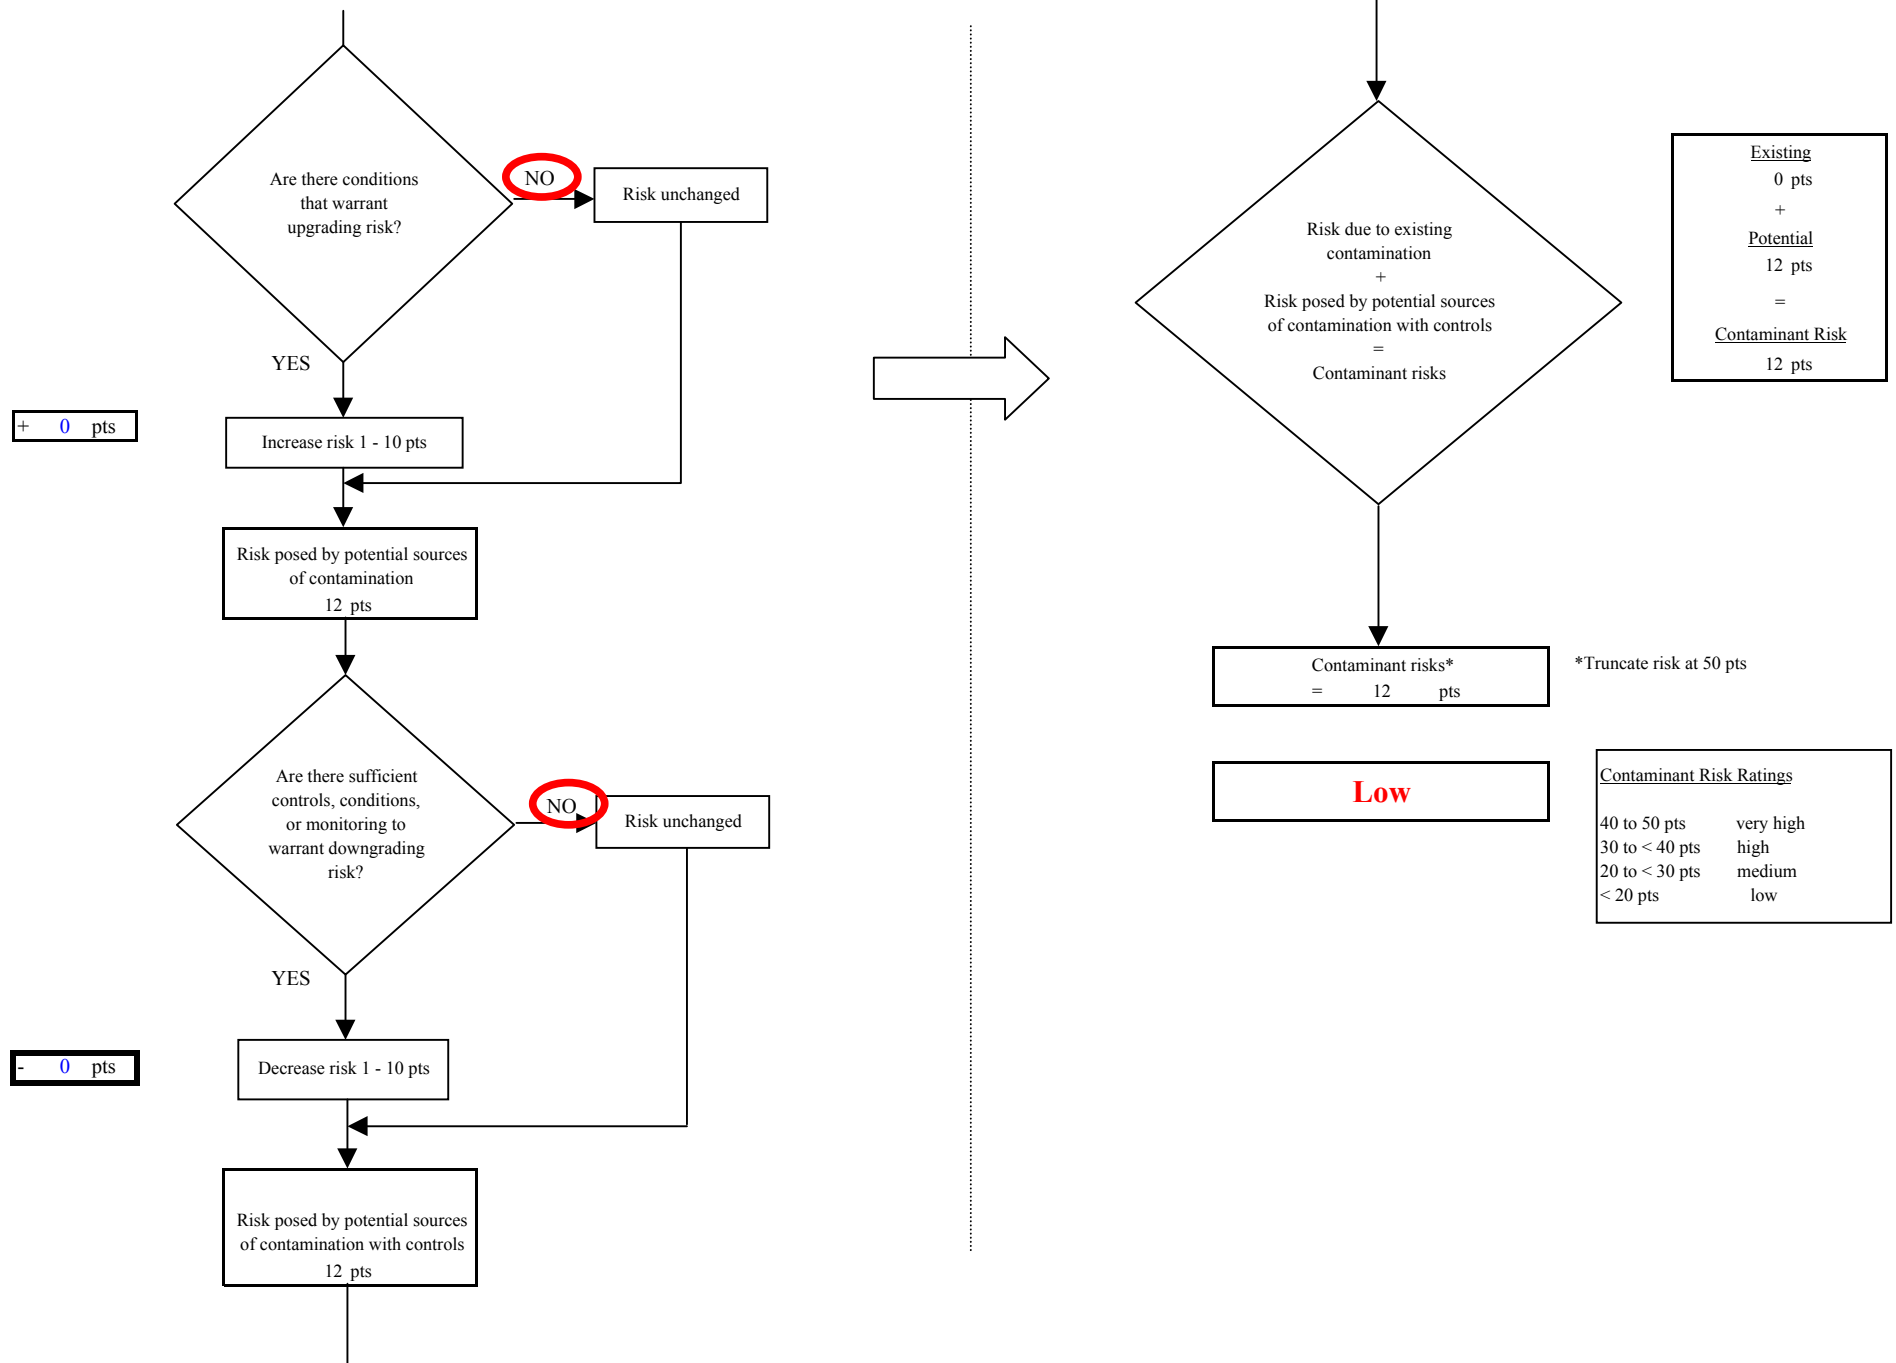 Are there conditions
that warrant
upgrading risk?
NO
Risk unchanged
YES
+ 0 pts
Increase risk 1 - 10 pts
Risk posed by potential sources
of contamination
12 pts
Are there sufficient
controls, conditions,
or monitoring to
warrant downgrading
risk?
NO
Risk unchanged
YES
- 0 pts
Decrease risk 1 - 10 pts
Risk posed by potential sources
of contamination with controls
12 pts
Risk due to existing
contamination
+
Risk posed by potential sources
of contamination with controls
=
Contaminant risks
Existing
0 pts
+
Potential
12 pts
=
Contaminant Risk
12 pts
Contaminant risks*
= 12 pts
*Truncate risk at 50 pts
Low
Contaminant Risk Ratings
40 to 50 pts very high
30 to < 40 pts high
20 to < 30 pts medium
< 20 pts low